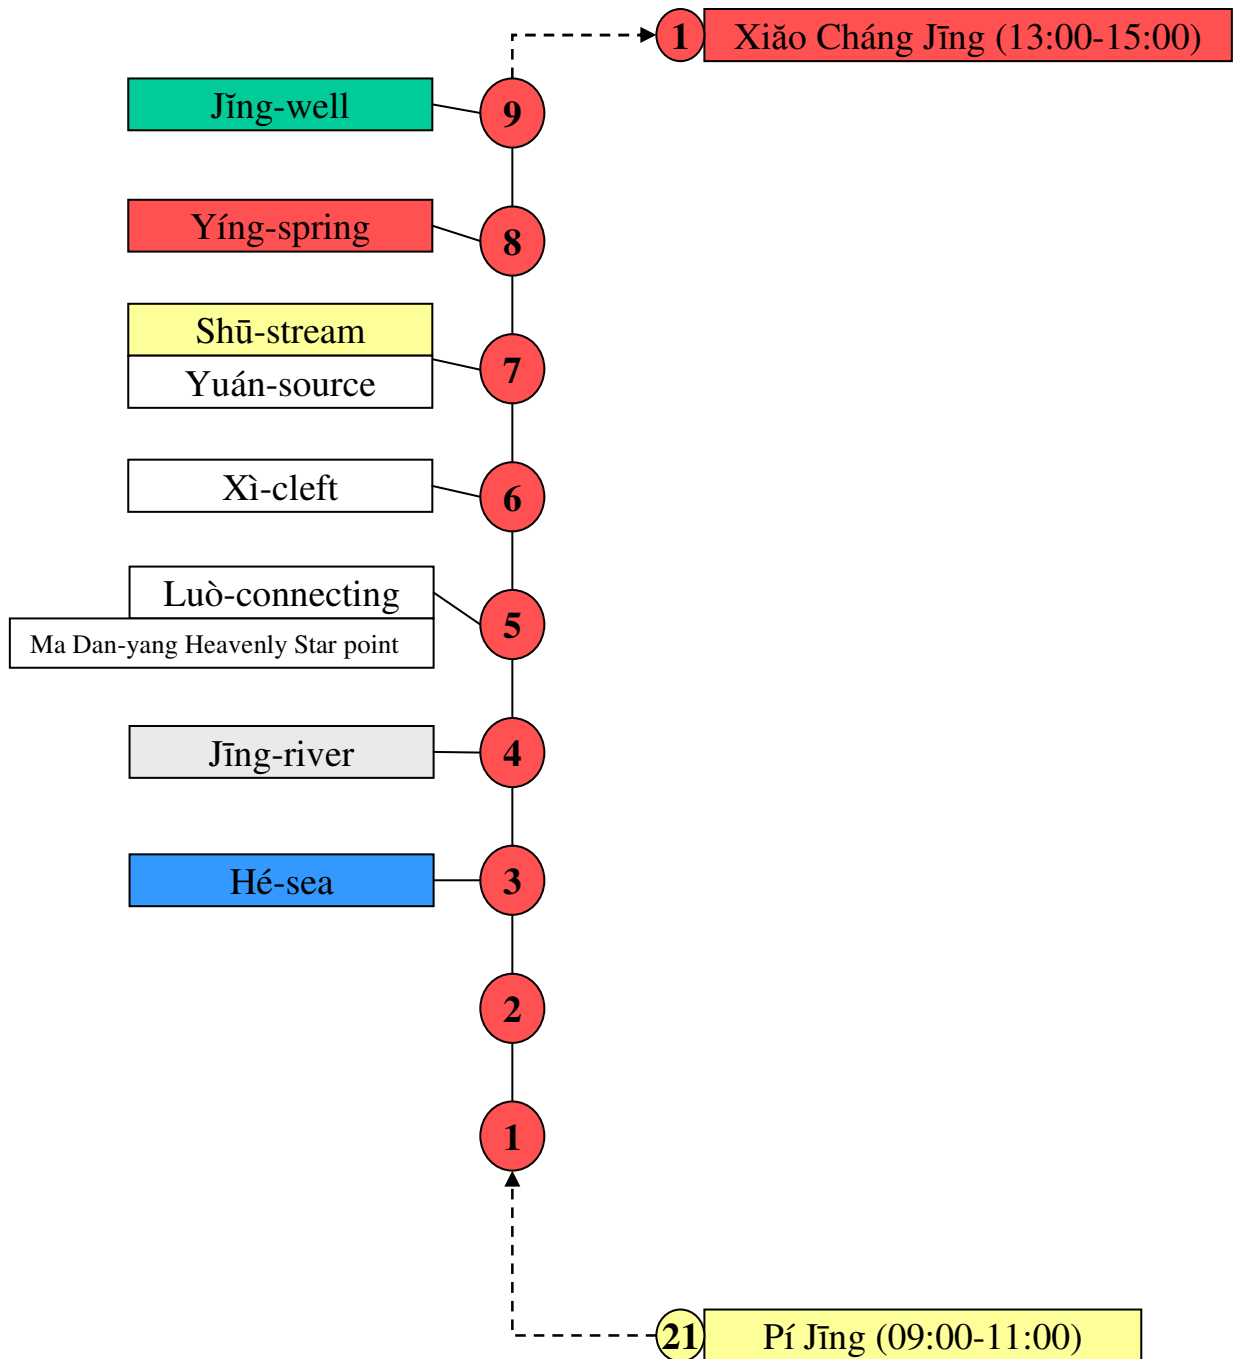 1 Xiăo Cháng Jīng (13:00-15:00)
Jĭng-well 9
Yíng-spring 8
Shū-stream
Yuán-source 7
Xì-cleft 6
Luò-connecting 5
Ma Dan-yang Heavenly Star point
Jīng-river 4
Hé-sea 3
2
1
21 Pí Jīng (09:00-11:00)